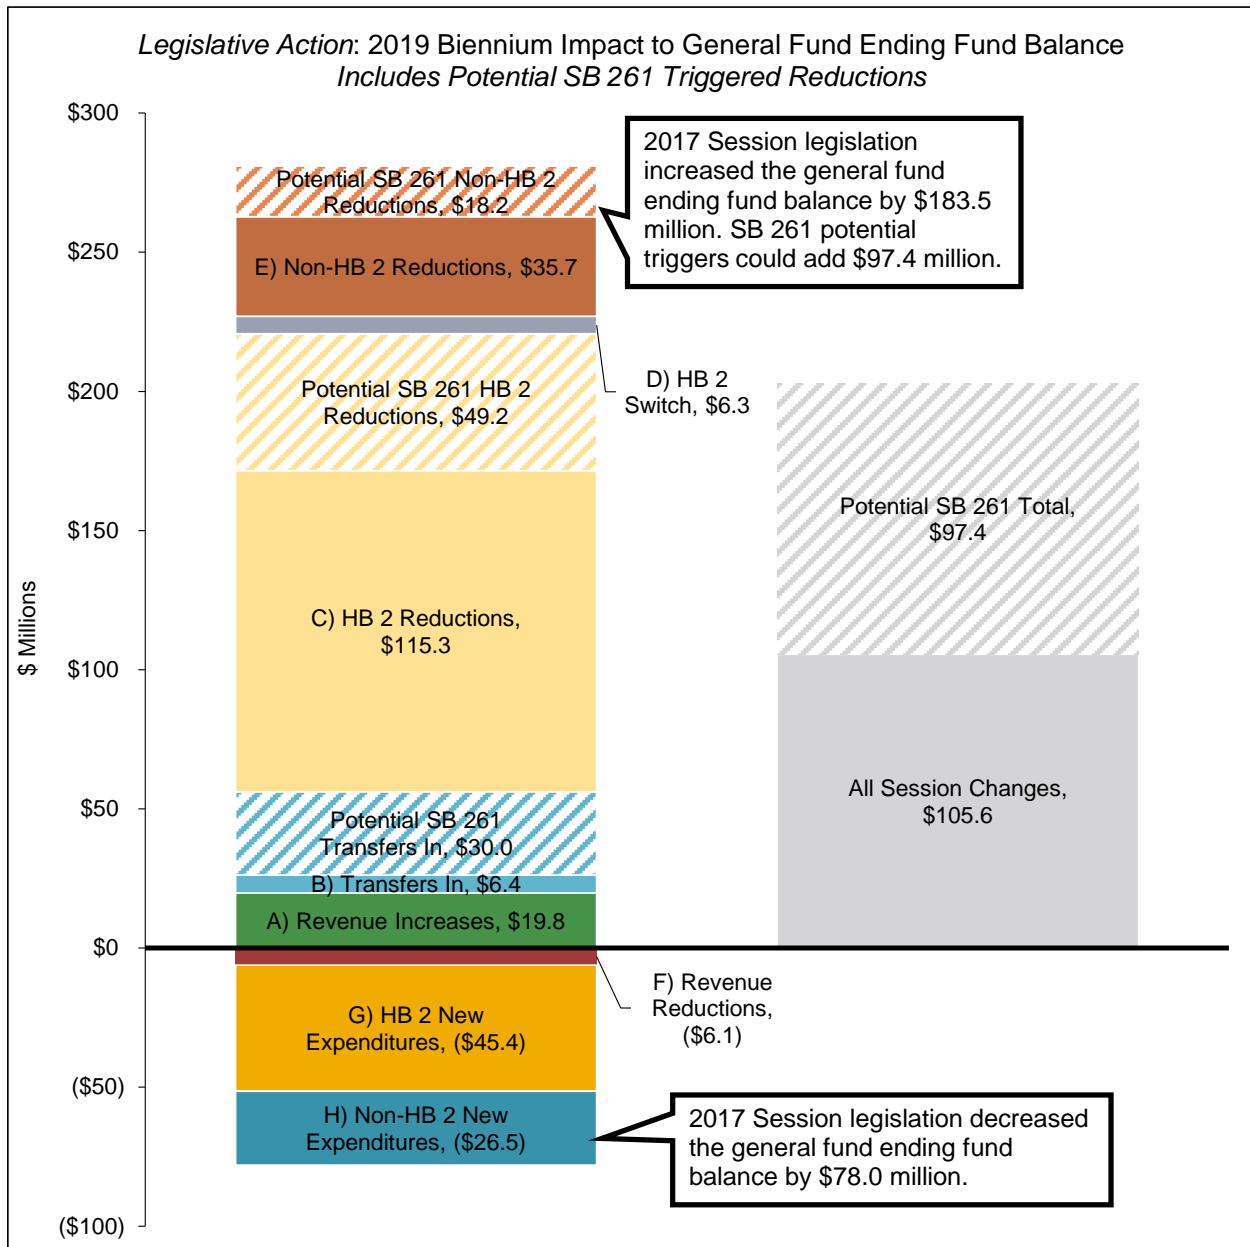 Legislative Action: 2019 Biennium Impact to General Fund Ending Fund Balance
Includes Potential SB 261 Triggered Reductions
$ Millions
$300
$250
$200
$150
$100
$50
$0
($50)
($100)
Potential SB 261 Non-HB 2
Reductions, $18.2
E) Non-HB 2 Reductions, $35.7
D) HB 2
Switch, $6.3
Potential SB 261 HB 2
Reductions, $49.2
C) HB 2 Reductions,
$115.3
Potential SB 261
Transfers In, $30.0
B) Transfers In, $6.4
A) Revenue Increases, $19.8
F) Revenue
Reductions,
($6.1)
G) HB 2 New
Expenditures, ($45.4)
H) Non-HB 2 New
Expenditures, ($26.5)
2017 Session legislation
increased the general fund
ending fund balance by $183.5
million. SB 261 potential
triggers could add $97.4 million.
Potential SB 261 Total,
$97.4
All Session Changes,
$105.6
2017 Session legislation decreased
the general fund ending fund
balance by $78.0 million.